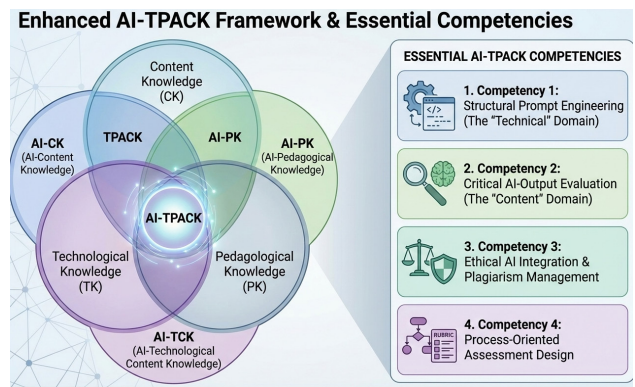 Enhanced AI-TPACK Framework & Essential Competencies
Content
Knowledge
(CK)
AI-CK
(AI-Content
Knowledge)
TPACK
AI-PK
AI-PK
(AI-Pedagogical
Knowledge)
AI-TPACK
Technological
Knowledge
(TK)
Pedagological
Knowledge
(PK)
AI-TCK
(AI-Technological
Content Knowledge)
ESSENTIAL AI-TPACK COMPETENCIES
</>
1. Competency 1:
Structural Prompt Engineering
(The "Technical" Domain)
2. Competency 2:
Critical AI-Output Evaluation
(The "Content" Domain)
3. Competency 3:
Ethical AI Integration &
Plagiarism Management
RUBRIC
4. Competency 4:
Process-Oriented
Assessment Design